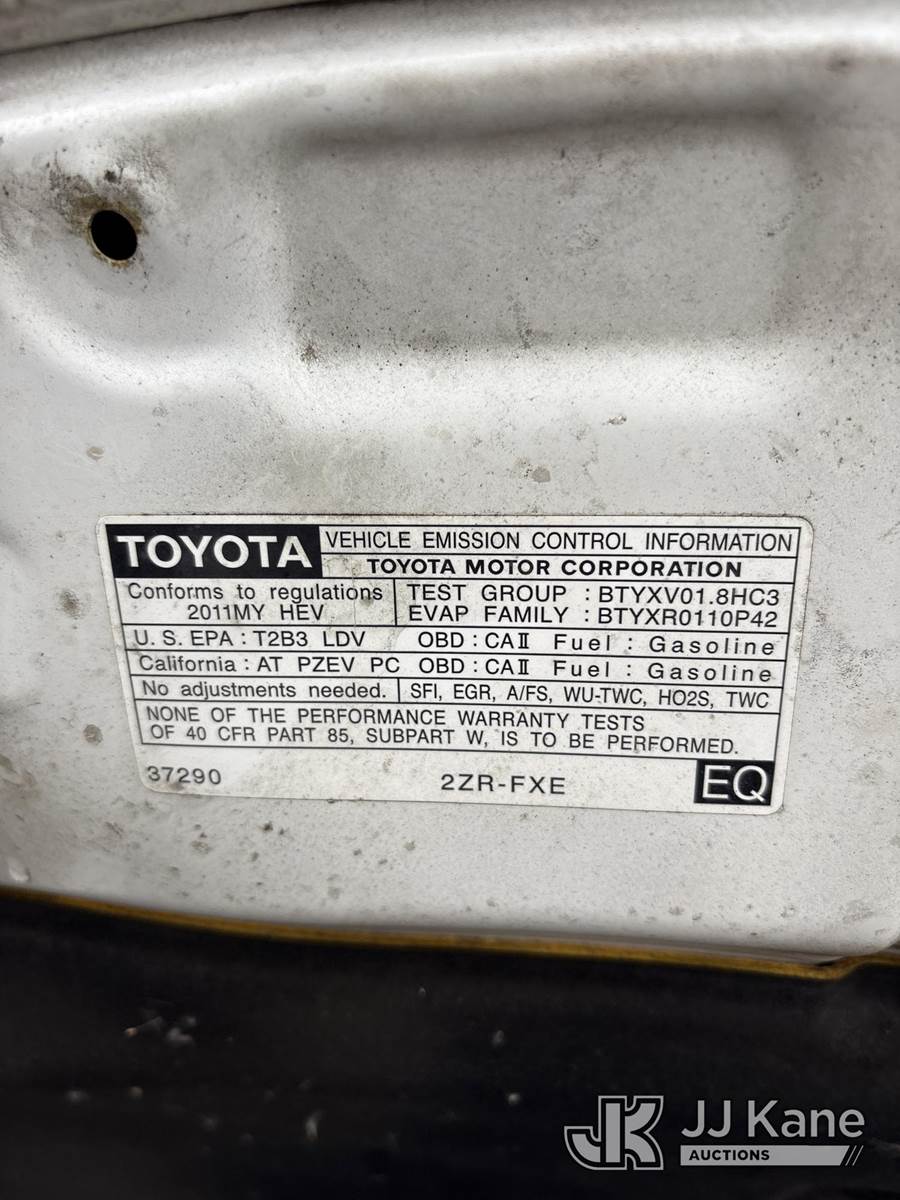 TOYOTA VEHICLE EMISSION CONTROL INFORMATION
TOYOTA MOTOR CORPORATION
Conforms to regulations
2011MY HEV
TEST GROUP : BTYXV01.8HC3
EVAP FAMILY : BTYXR0110P42
U.S. EPA : T2B3 LDV OBD : CAII Fuel : Gasoline
California : AT PZEV PC OBD : CAII Fuel : Gasoline
No adjustments needed. SFI, EGR, A/FS, WU-TWC, HO2S, TWC
NONE OF THE PERFORMANCE WARRANTY TESTS
OF 40 CFR PART 85, SUBPART W, IS TO BE PERFORMED.
37290 2ZR-FXE EQ
JK JJ Kane
AUCTIONS